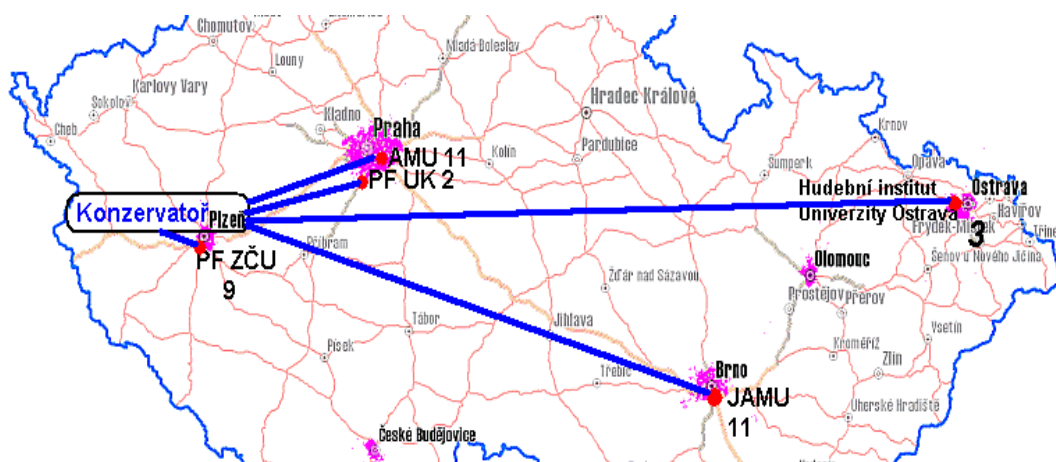 Chomutov
Mladá Boleslav
Louny
Karlovy Vary
Sokolov
Kladno
Hradec Králové
Praha
Cheb
AMU 11
Kolín
Pardubice
Krnov
Šumperk
Opava
PF UK 2
Hudební institut
Ostrava
Konzervatoř
Plzeň
Univerzity Ostrava
Havířov
Frýdek-Místek
3
Příbram
PF ZČU
9
Olomouc
Šenov u Nového Jičína
Žďár nad Sázavou
Prostějov
Přerov
Jihlava
Tábor
Vsetín
Písek
Kroměříž
Zlín
Brno
Třebíč
JAMU
11
Uherské Hradiště
České Budějovice